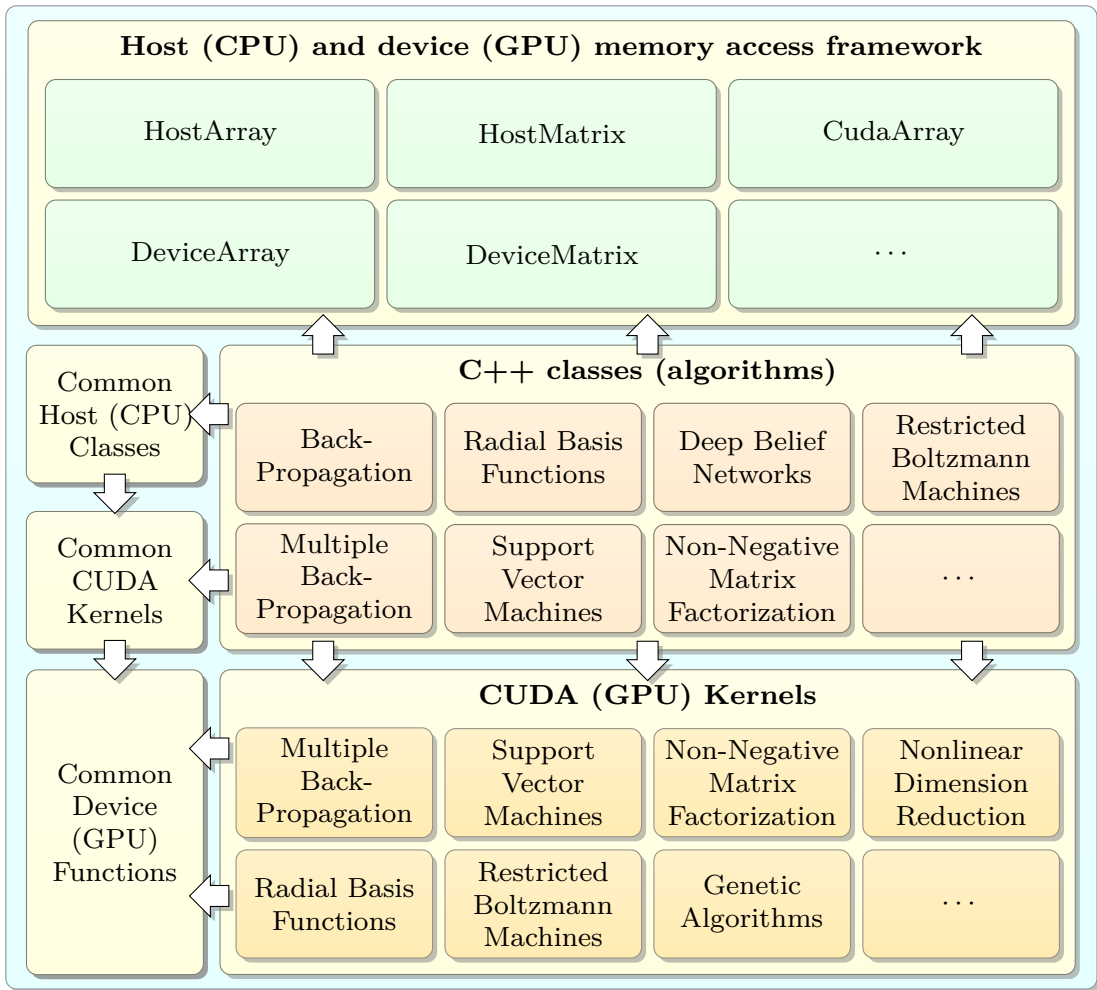 Host (CPU) and device (GPU) memory access framework
HostArray
HostMatrix
CudaArray
DeviceArray
DeviceMatrix
...
Common
Host (CPU)
Classes
Common
CUDA
Kernels
Common
Device
(GPU)
Functions
C++ classes (algorithms)
Back-
Propagation
Radial Basis
Functions
Deep Belief
Networks
Restricted
Boltzmann
Machines
Multiple
Back-
Propagation
Support
Vector
Machines
Non-Negative
Matrix
Factorization
...
CUDA (GPU) Kernels
Multiple
Back-
Propagation
Support
Vector
Machines
Non-Negative
Matrix
Factorization
Nonlinear
Dimension
Reduction
Radial Basis
Functions
Restricted
Boltzmann
Machines
Genetic
Algorithms
...